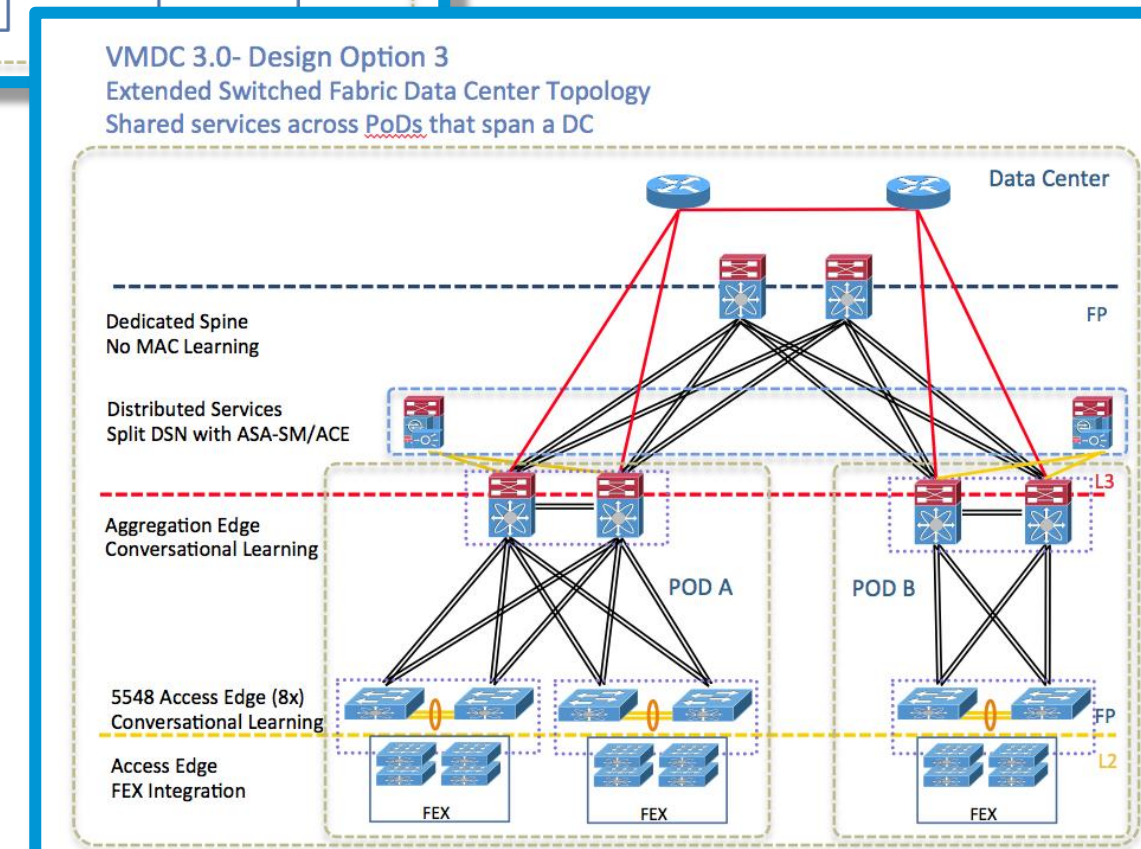 VMDC 3.0- Design Option 3
Extended Switched Fabric Data Center Topology
Shared services across PoDs that span a DC
Data Center
FP
Dedicated Spine
No MAC Learning
Distributed Services
Split DSN with ASA-SM/ACE
L3
Aggregation Edge
Conversational Learning
POD A
POD B
5548 Access Edge (8x)
Conversational Learning
FP
L2
Access Edge
FEX Integration
FEX
FEX
FEX